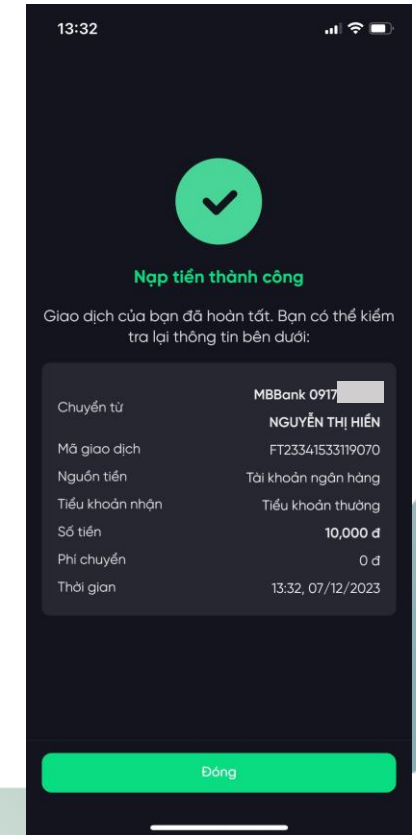 13:32
Nạp tiền thành công
Giao dịch của bạn đã hoàn tất. Bạn có thể kiểm
tra lại thông tin bên dưới:
Chuyển từ MBBank 0917
NGUYỄN THỊ HIỀN
Mã giao dịch FT23341533119070
Nguồn tiền Tài khoản ngân hàng
Tiểu khoản nhận Tiểu khoản thường
Số tiền 10,000 đ
Phí chuyển 0 đ
Thời gian 13:32, 07/12/2023
Đóng